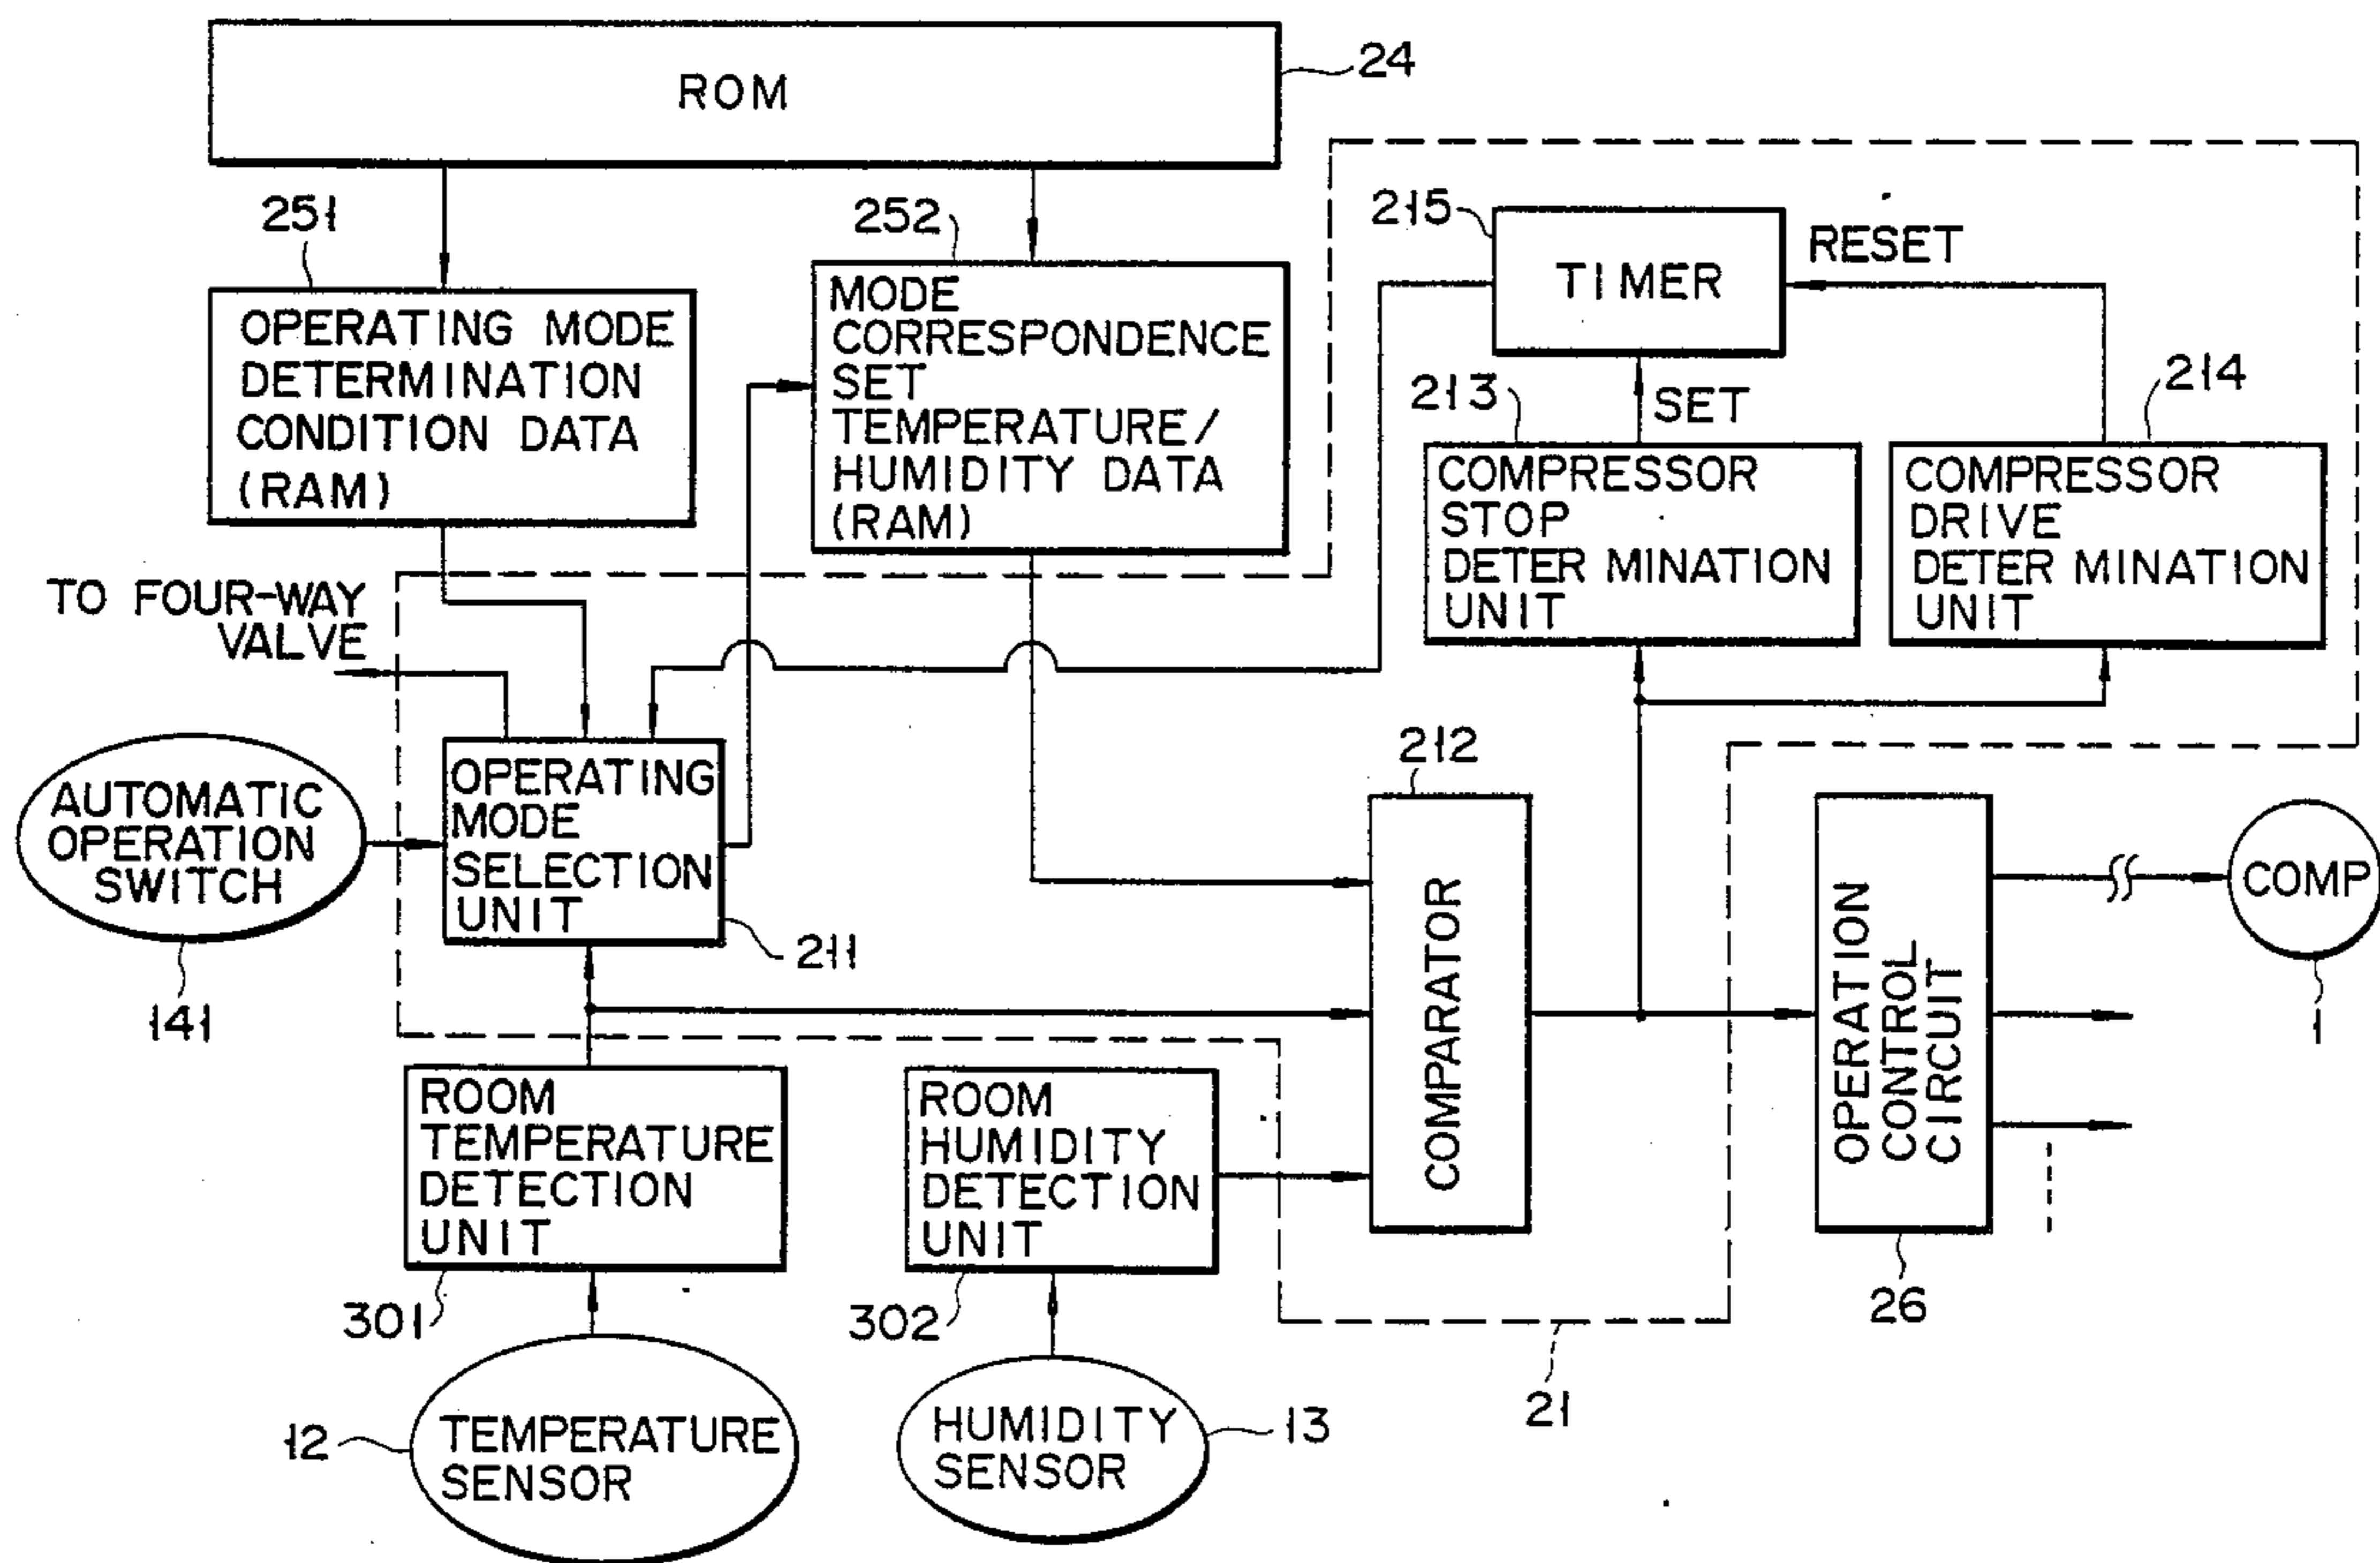 ROM
24
251
252
215
TIMER
RESET
OPERATING MODE
DETERMINATION
CONDITION DATA
(RAM)
MODE
CORRESPONDENCE
SET
TEMPERATURE/
HUMIDITY DATA
(RAM)
213
SET
214
COMPRESSOR
STOP
DETER MINATION
UNIT
COMPRESSOR
DRIVE
DETER MINATION
UNIT
TO FOUR-WAY
VALVE
AUTOMATIC
OPERATION
SWITCH
141
OPERATING
MODE
SELECTION
UNIT
211
212
COMPARATOR
OPERATION
CONTROL
CIRCUIT
26
COMP
1
ROOM
TEMPERATURE
DETECTION
UNIT
301
ROOM
HUMIDITY
DETECTION
UNIT
302
21
12
TEMPERATURE
SENSOR
HUMIDITY
SENSOR
13